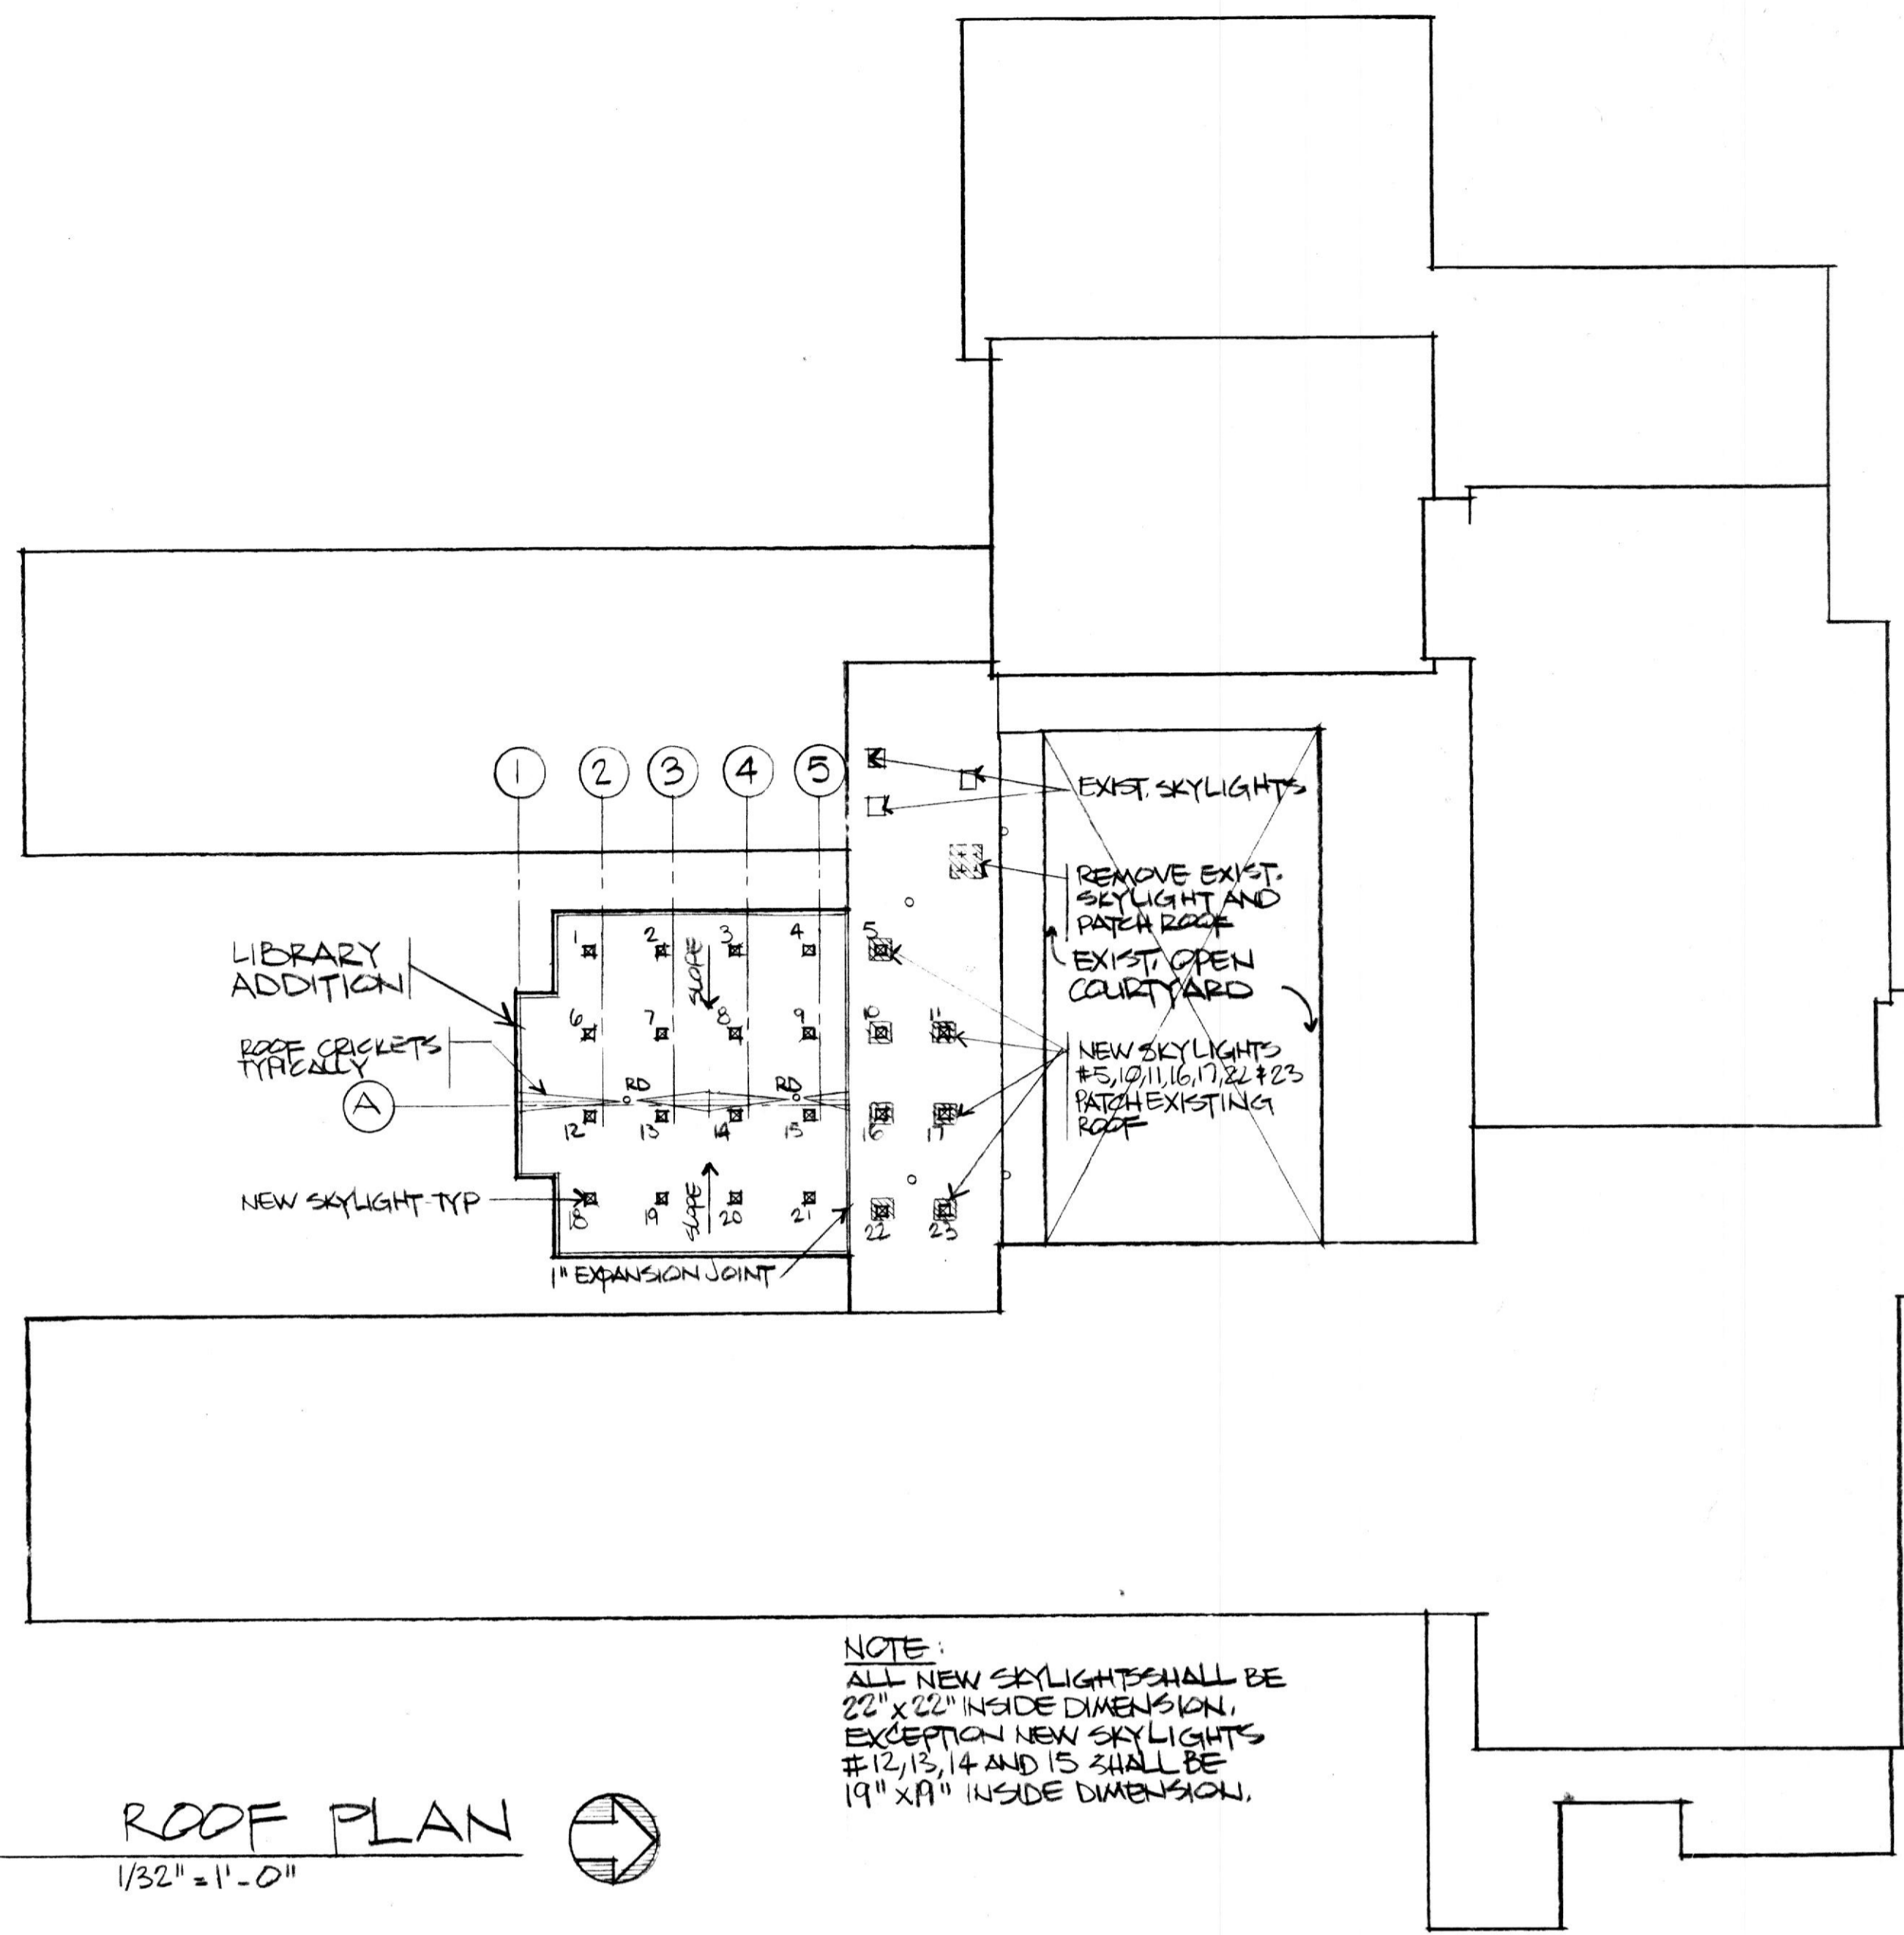 1 2 3 4 5
EXIST. SKYLIGHTS
REMOVE EXIST.
SKYLIGHT AND
PATCH ROOF
EXIST. OPEN
COURTYARD
1 2 3 4 5
SLOPE
LIBRARY
ADDITION
6 7 8 9 10 11
ROOF CRICKETS
TYPICALLY
NEW SKYLIGHTS
#5,10,11,16,17,22 & 23
PATCH EXISTING
ROOF
RD RD
A
12 13 14 15 16 17
NEW SKYLIGHT TYP
SLOPE
18 19 20 21 22 23
1" EXPANSION JOINT
NOTE:
ALL NEW SKYLIGHTS SHALL BE
22" X 22" INSIDE DIMENSION.
EXCEPTION NEW SKYLIGHTS
#12,13,14 AND 15 SHALL BE
19" X 19" INSIDE DIMENSION.
ROOF PLAN
1/32" = 1'-0"